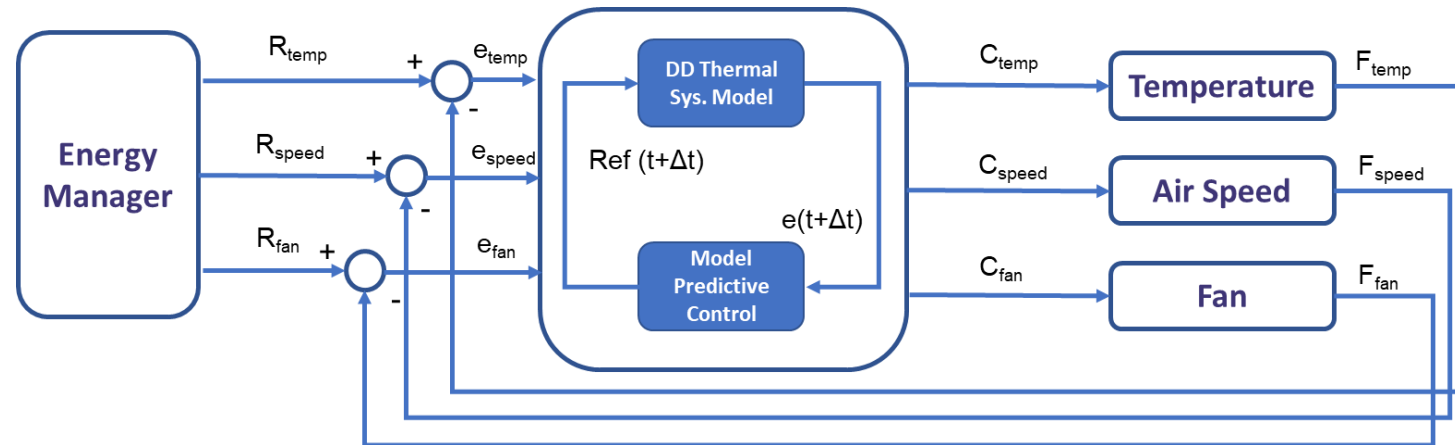 Energy
Manager
R_temp
+
-
e_temp
R_speed
+
-
e_speed
R_fan
+
-
e_fan
DD Thermal
Sys. Model
Ref (t+Δt)
e(t+Δt)
Model
Predictive
Control
C_temp
Temperature
F_temp
C_speed
Air Speed
F_speed
C_fan
Fan
F_fan